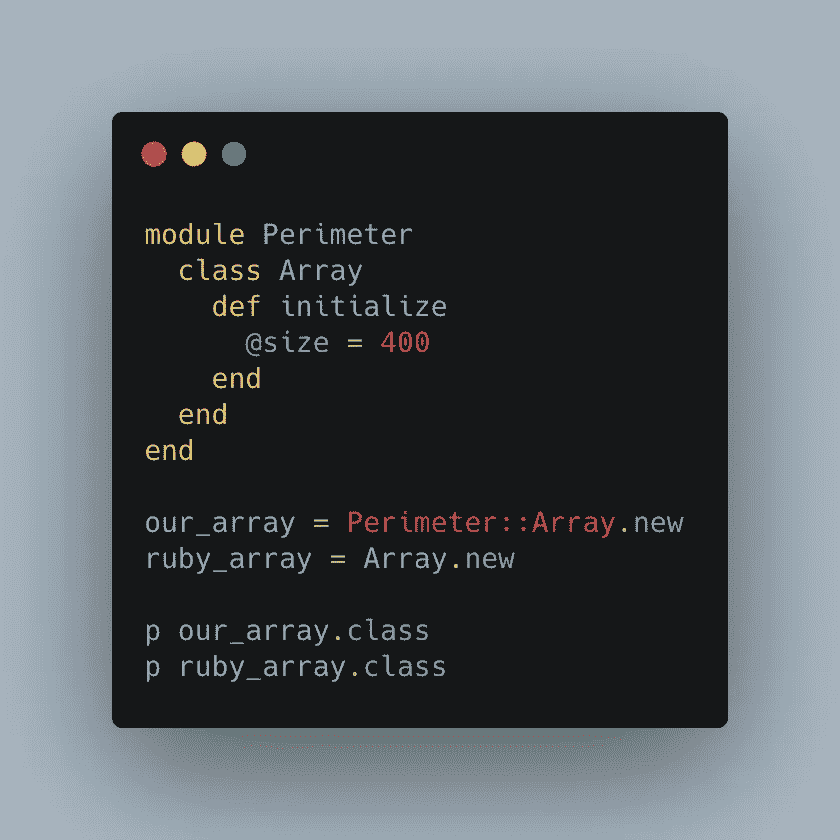 module Perimeter
  class Array
    def initialize
      @size = 400
    end
  end
end

our_array = Perimeter::Array.new
ruby_array = Array.new

p our_array.class
p ruby_array.class